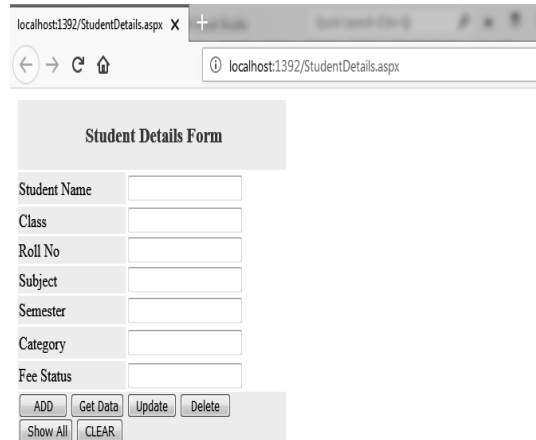 localhost:1392/StudentDetails.aspx X +
localhost:1392/StudentDetails.aspx
Student Details Form
Student Name
Class
Roll No
Subject
Semester
Category
Fee Status
ADD Get Data Update Delete
Show All CLEAR